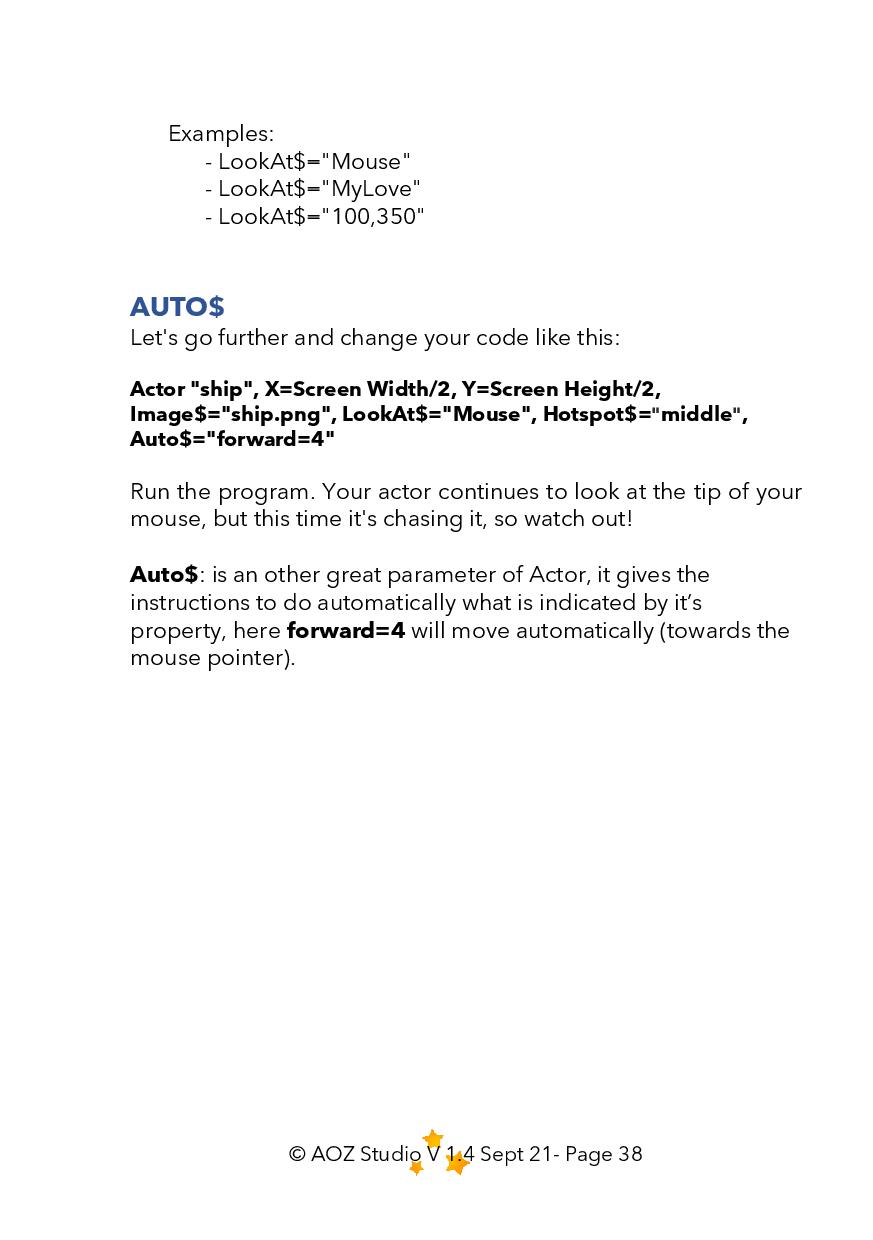 Examples:
- LookAt$="Mouse"
- LookAt$="MyLove"
- LookAt$="100,350"
AUTO$
Let's go further and change your code like this:
Actor "ship", X=Screen Width/2, Y=Screen Height/2,
Image$="ship.png", LookAt$="Mouse", Hotspot$="middle",
Auto$="forward=4"
Run the program. Your actor continues to look at the tip of your
mouse, but this time it's chasing it, so watch out!
Auto$: is an other great parameter of Actor, it gives the
instructions to do automatically what is indicated by it’s
property, here forward=4 will move automatically (towards the
mouse pointer).
© AOZ Studio V 1.4 Sept 21- Page 38